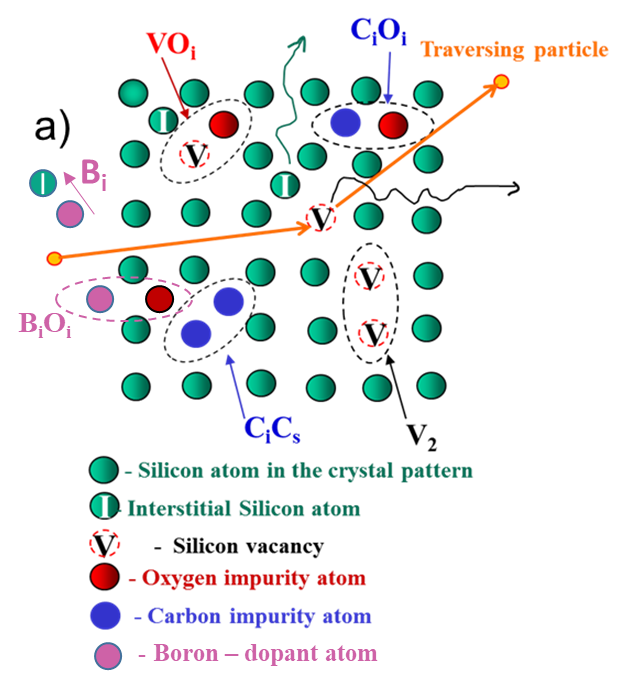 VOi
CiOi
Traversing particle
a)
I
V
I
Bi
I
V
BiOi
V
V
CiCs
V2
- Silicon atom in the crystal pattern
I - Interstitial Silicon atom
V - Silicon vacancy
- Oxygen impurity atom
- Carbon impurity atom
- Boron – dopant atom